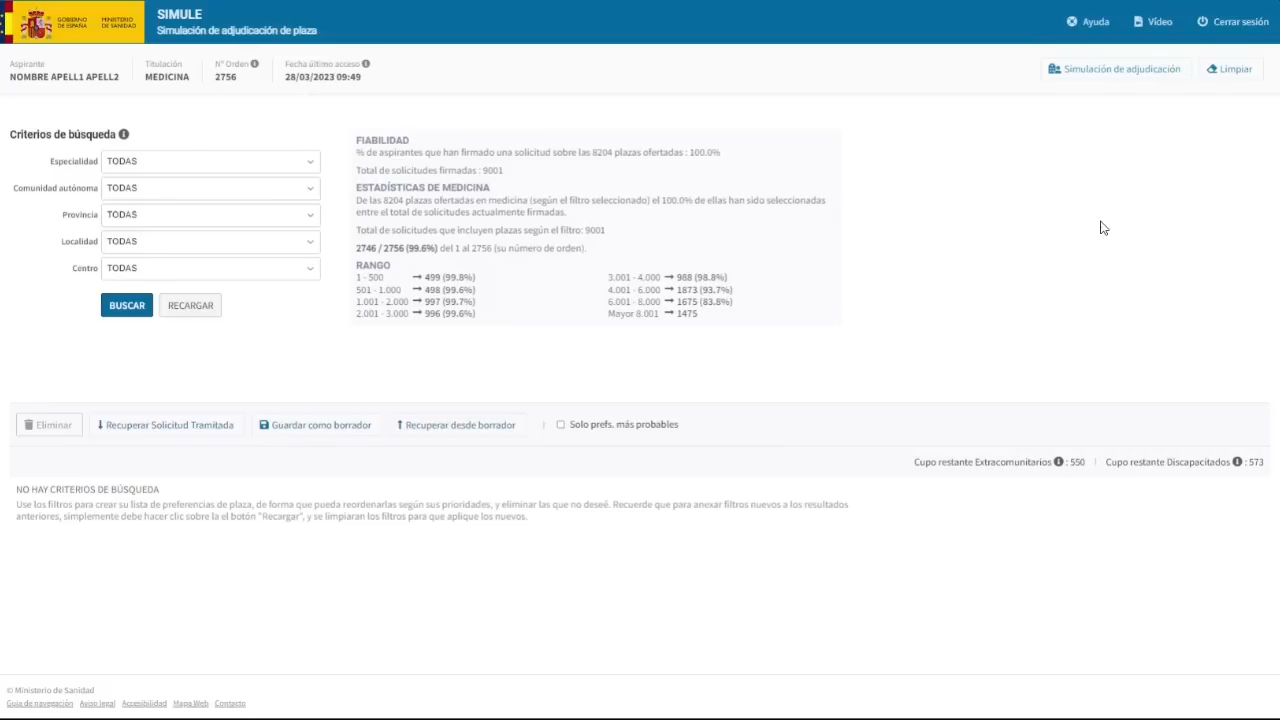 GOBIERNO DE ESPAÑA
MINISTERIO DE SANIDAD
SIMULE
Simulación de adjudicación de plaza
Ayuda
Vídeo
Cerrar sesión
Aspirante
NOMBRE APELL1 APELL2
Titulación
MEDICINA
Nº Orden
2756
Fecha último acceso
28/03/2023 09:49
Simulación de adjudicación
Limpiar
Criterios de búsqueda
Especialidad TODAS
Comunidad autónoma TODAS
Provincia TODAS
Localidad TODAS
Centro TODAS
BUSCAR RECARGAR
FIABILIDAD
% de aspirantes que han firmado una solicitud sobre las 8204 plazas ofertadas : 100.0%
Total de solicitudes firmadas : 9001
ESTADÍSTICAS DE MEDICINA
De las 8204 plazas ofertadas en medicina (según el filtro seleccionado) el 100.0% de ellas han sido seleccionadas
entre el total de solicitudes actualmente firmadas.
Total de solicitudes que incluyen plazas según el filtro: 9001
2746 / 2756 (99.6%) del 1 al 2756 (su número de orden).
RANGO
1 - 500 → 499 (99.8%) 3.001 - 4.000 → 988 (98.8%)
501 - 1.000 → 498 (99.6%) 4.001 - 6.000 → 1873 (93.7%)
1.001 - 2.000 → 997 (99.7%) 6.001 - 8.000 → 1675 (83.8%)
2.001 - 3.000 → 996 (99.6%) Mayor 8.001 → 1475
Eliminar Recuperar Solicitud Tramitada Guardar como borrador Recuperar desde borrador | Solo prefs. más probables
Cupo restante Extracomunitarios : 550 | Cupo restante Discapacitados : 573
NO HAY CRITERIOS DE BÚSQUEDA
Use los filtros para crear su lista de preferencias de plaza, de forma que pueda reordenarlas según sus prioridades, y eliminar las que no deseé. Recuerde que para anexar filtros nuevos a los resultados
anteriores, simplemente debe hacer clic sobre la el botón "Recargar", y se limpiaran los filtros para que aplique los nuevos.
© Ministerio de Sanidad
Guía de navegación Aviso legal Accesibilidad Mapa Web Contacto